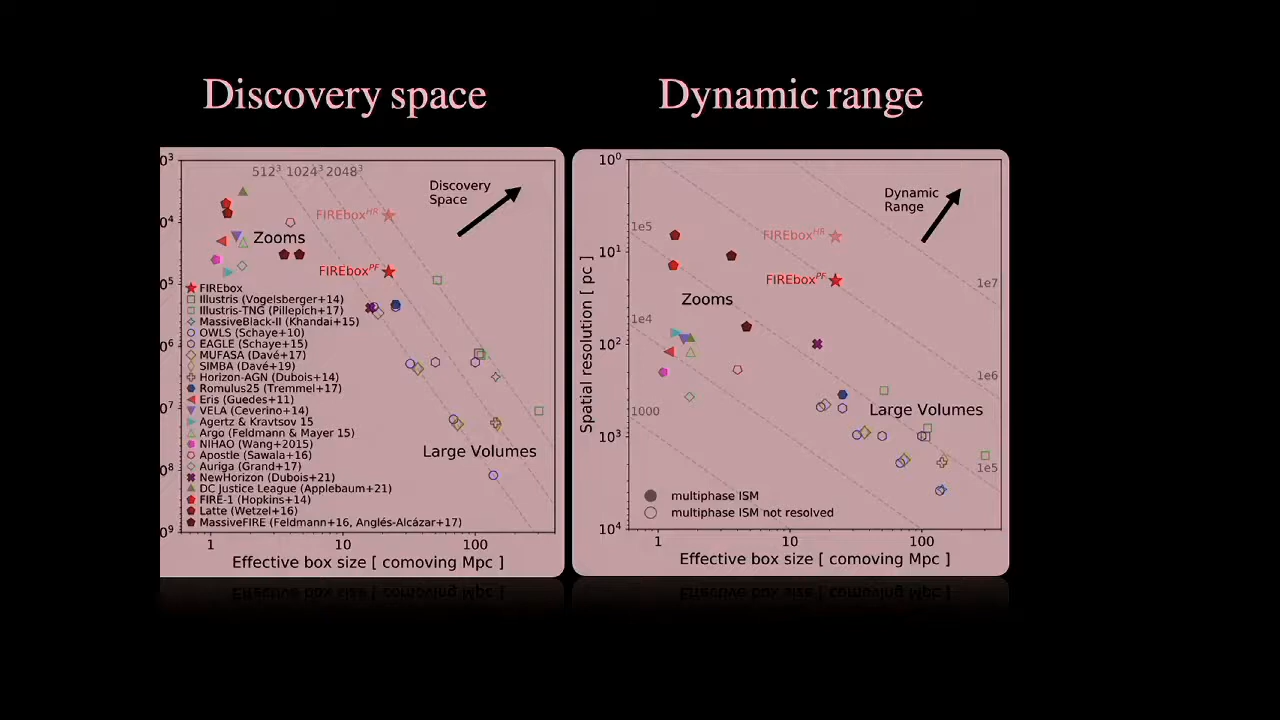 Discovery space
Dynamic range
0³
512³ 1024³ 2048³
Discovery
Space
FIREbox^HR
0⁴
Zooms
FIREbox^PF
0⁵
FIREbox
Illustris (Vogelsberger+14)
Illustris-TNG (Pillepich+17)
MassiveBlack-II (Khandai+15)
OWLS (Schaye+10)
EAGLE (Schaye+15)
0⁶
MUFASA (Davé+17)
SIMBA (Davé+19)
Horizon-AGN (Dubois+14)
Romulus25 (Tremmel+17)
Eris (Guedes+11)
0⁷
VELA (Ceverino+14)
Agertz & Kravtsov 15
Argo (Feldmann & Mayer 15)
NIHAO (Wang+2015)
Apostle (Sawala+16)
0⁸
Auriga (Grand+17)
NewHorizon (Dubois+21)
DC Justice League (Applebaum+21)
FIRE-1 (Hopkins+14)
Latte (Wetzel+16)
MassiveFIRE (Feldmann+16, Anglés-Alcázar+17)
Large Volumes
0⁹
1 10 100
Effective box size [ comoving Mpc ]
10⁰
Dynamic
Range
1e5
FIREbox^HR
10¹
FIREbox^PF
1e7
Zooms
1e4
10²
1e6
1000
Large Volumes
10³
1e5
multiphase ISM
multiphase ISM not resolved
10⁴
Spatial resolution [ pc ]
1 10 100
Effective box size [ comoving Mpc ]